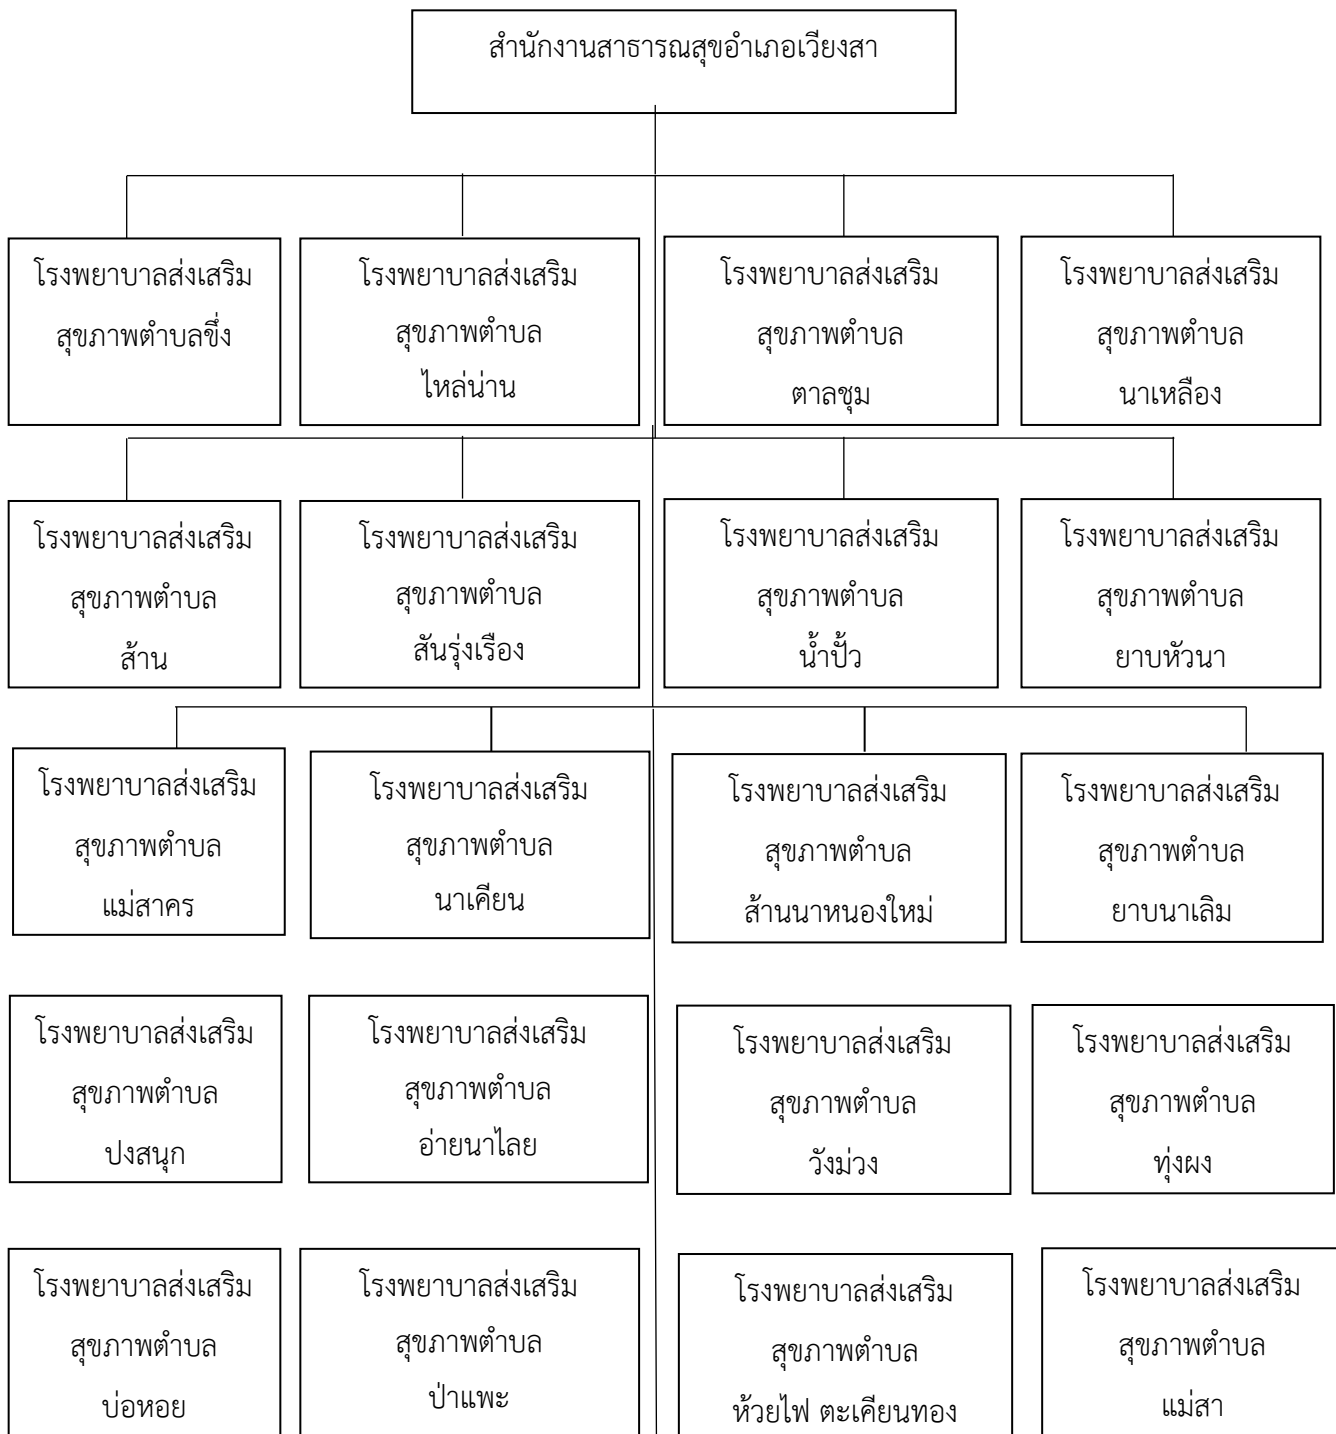 สำนักงานสาธารณสุขอำเภอเวียงสา
โรงพยาบาลส่งเสริม
สุขภาพตำบลขึ่ง
โรงพยาบาลส่งเสริม
สุขภาพตำบล
ไหล่น่าน
โรงพยาบาลส่งเสริม
สุขภาพตำบล
ตาลชุม
โรงพยาบาลส่งเสริม
สุขภาพตำบล
นาเหลือง
โรงพยาบาลส่งเสริม
สุขภาพตำบล
ส้าน
โรงพยาบาลส่งเสริม
สุขภาพตำบล
สันรุ่งเรือง
โรงพยาบาลส่งเสริม
สุขภาพตำบล
น้ำปั้ว
โรงพยาบาลส่งเสริม
สุขภาพตำบล
ยาบหัวนา
โรงพยาบาลส่งเสริม
สุขภาพตำบล
แม่สาคร
โรงพยาบาลส่งเสริม
สุขภาพตำบล
นาเคียน
โรงพยาบาลส่งเสริม
สุขภาพตำบล
ส้านนาหนองใหม่
โรงพยาบาลส่งเสริม
สุขภาพตำบล
ยาบนาเลิม
โรงพยาบาลส่งเสริม
สุขภาพตำบล
ปงสนุก
โรงพยาบาลส่งเสริม
สุขภาพตำบล
อ่ายนาไลย
โรงพยาบาลส่งเสริม
สุขภาพตำบล
วังม่วง
โรงพยาบาลส่งเสริม
สุขภาพตำบล
ทุ่งผง
โรงพยาบาลส่งเสริม
สุขภาพตำบล
บ่อหอย
โรงพยาบาลส่งเสริม
สุขภาพตำบล
ป่าแพะ
โรงพยาบาลส่งเสริม
สุขภาพตำบล
ห้วยไฟ ตะเคียนทอง
โรงพยาบาลส่งเสริม
สุขภาพตำบล
แม่สา